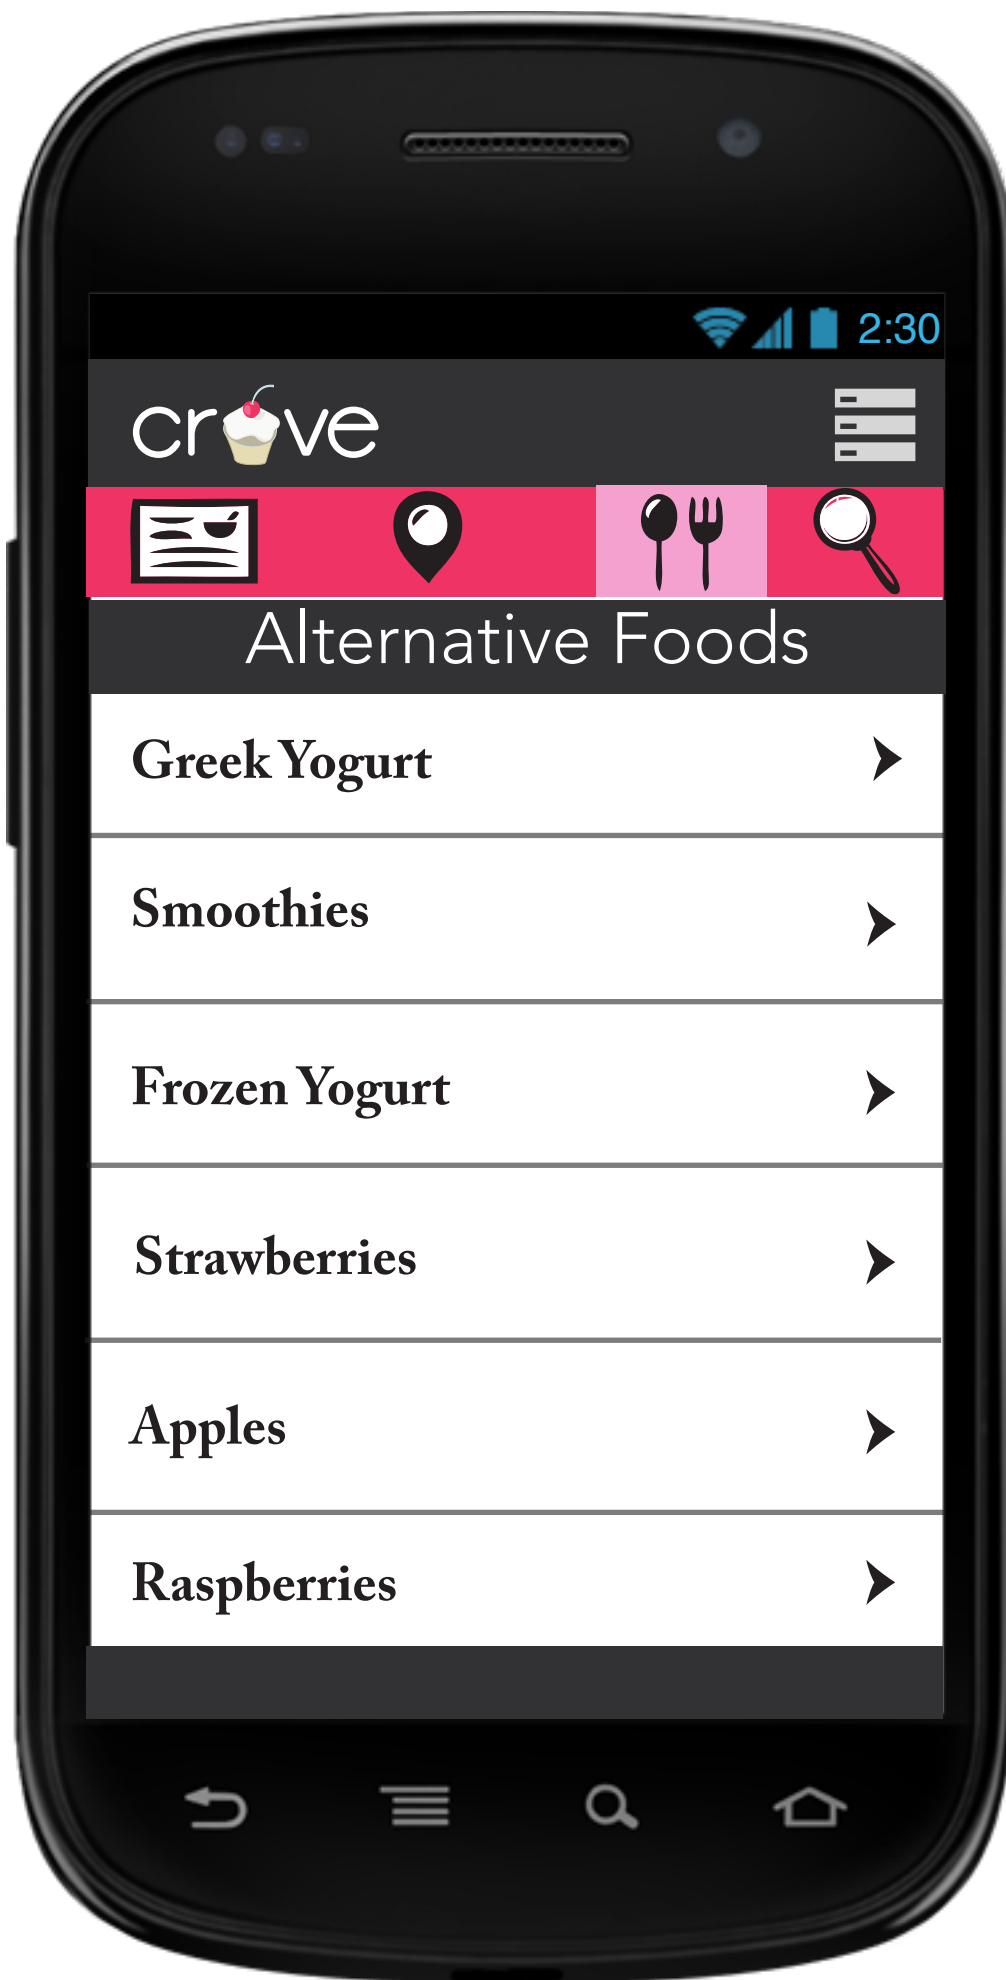 2:30
crave
Alternative Foods
Greek Yogurt
Smoothies
Frozen Yogurt
Strawberries
Apples
Raspberries